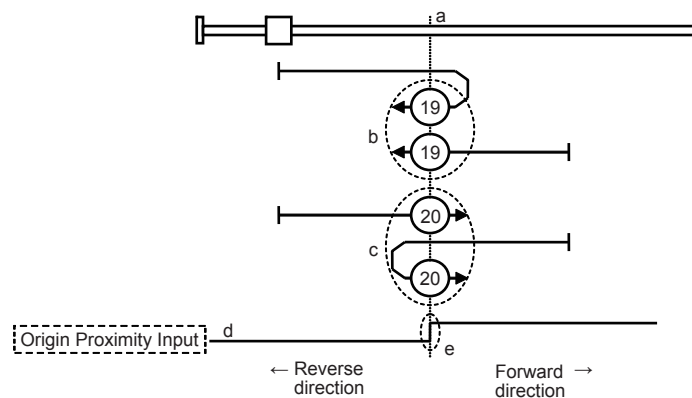 a
19
b
19
20
c
20
d
Origin Proximity Input
e
← Reverse
direction
Forward →
direction